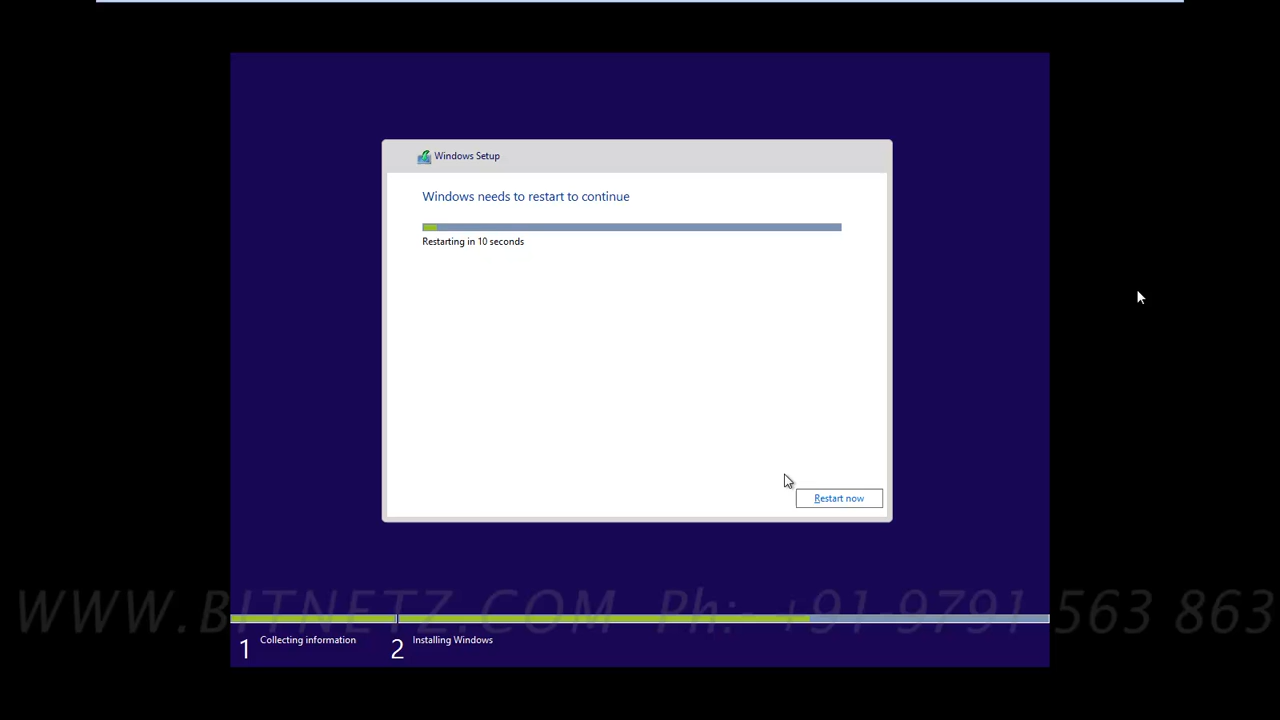 Windows Setup
Windows needs to restart to continue
Restarting in 10 seconds
Restart now
WWW.BITNETZ.COM Ph:- +91-9791 563 863
1 Collecting information 2 Installing Windows